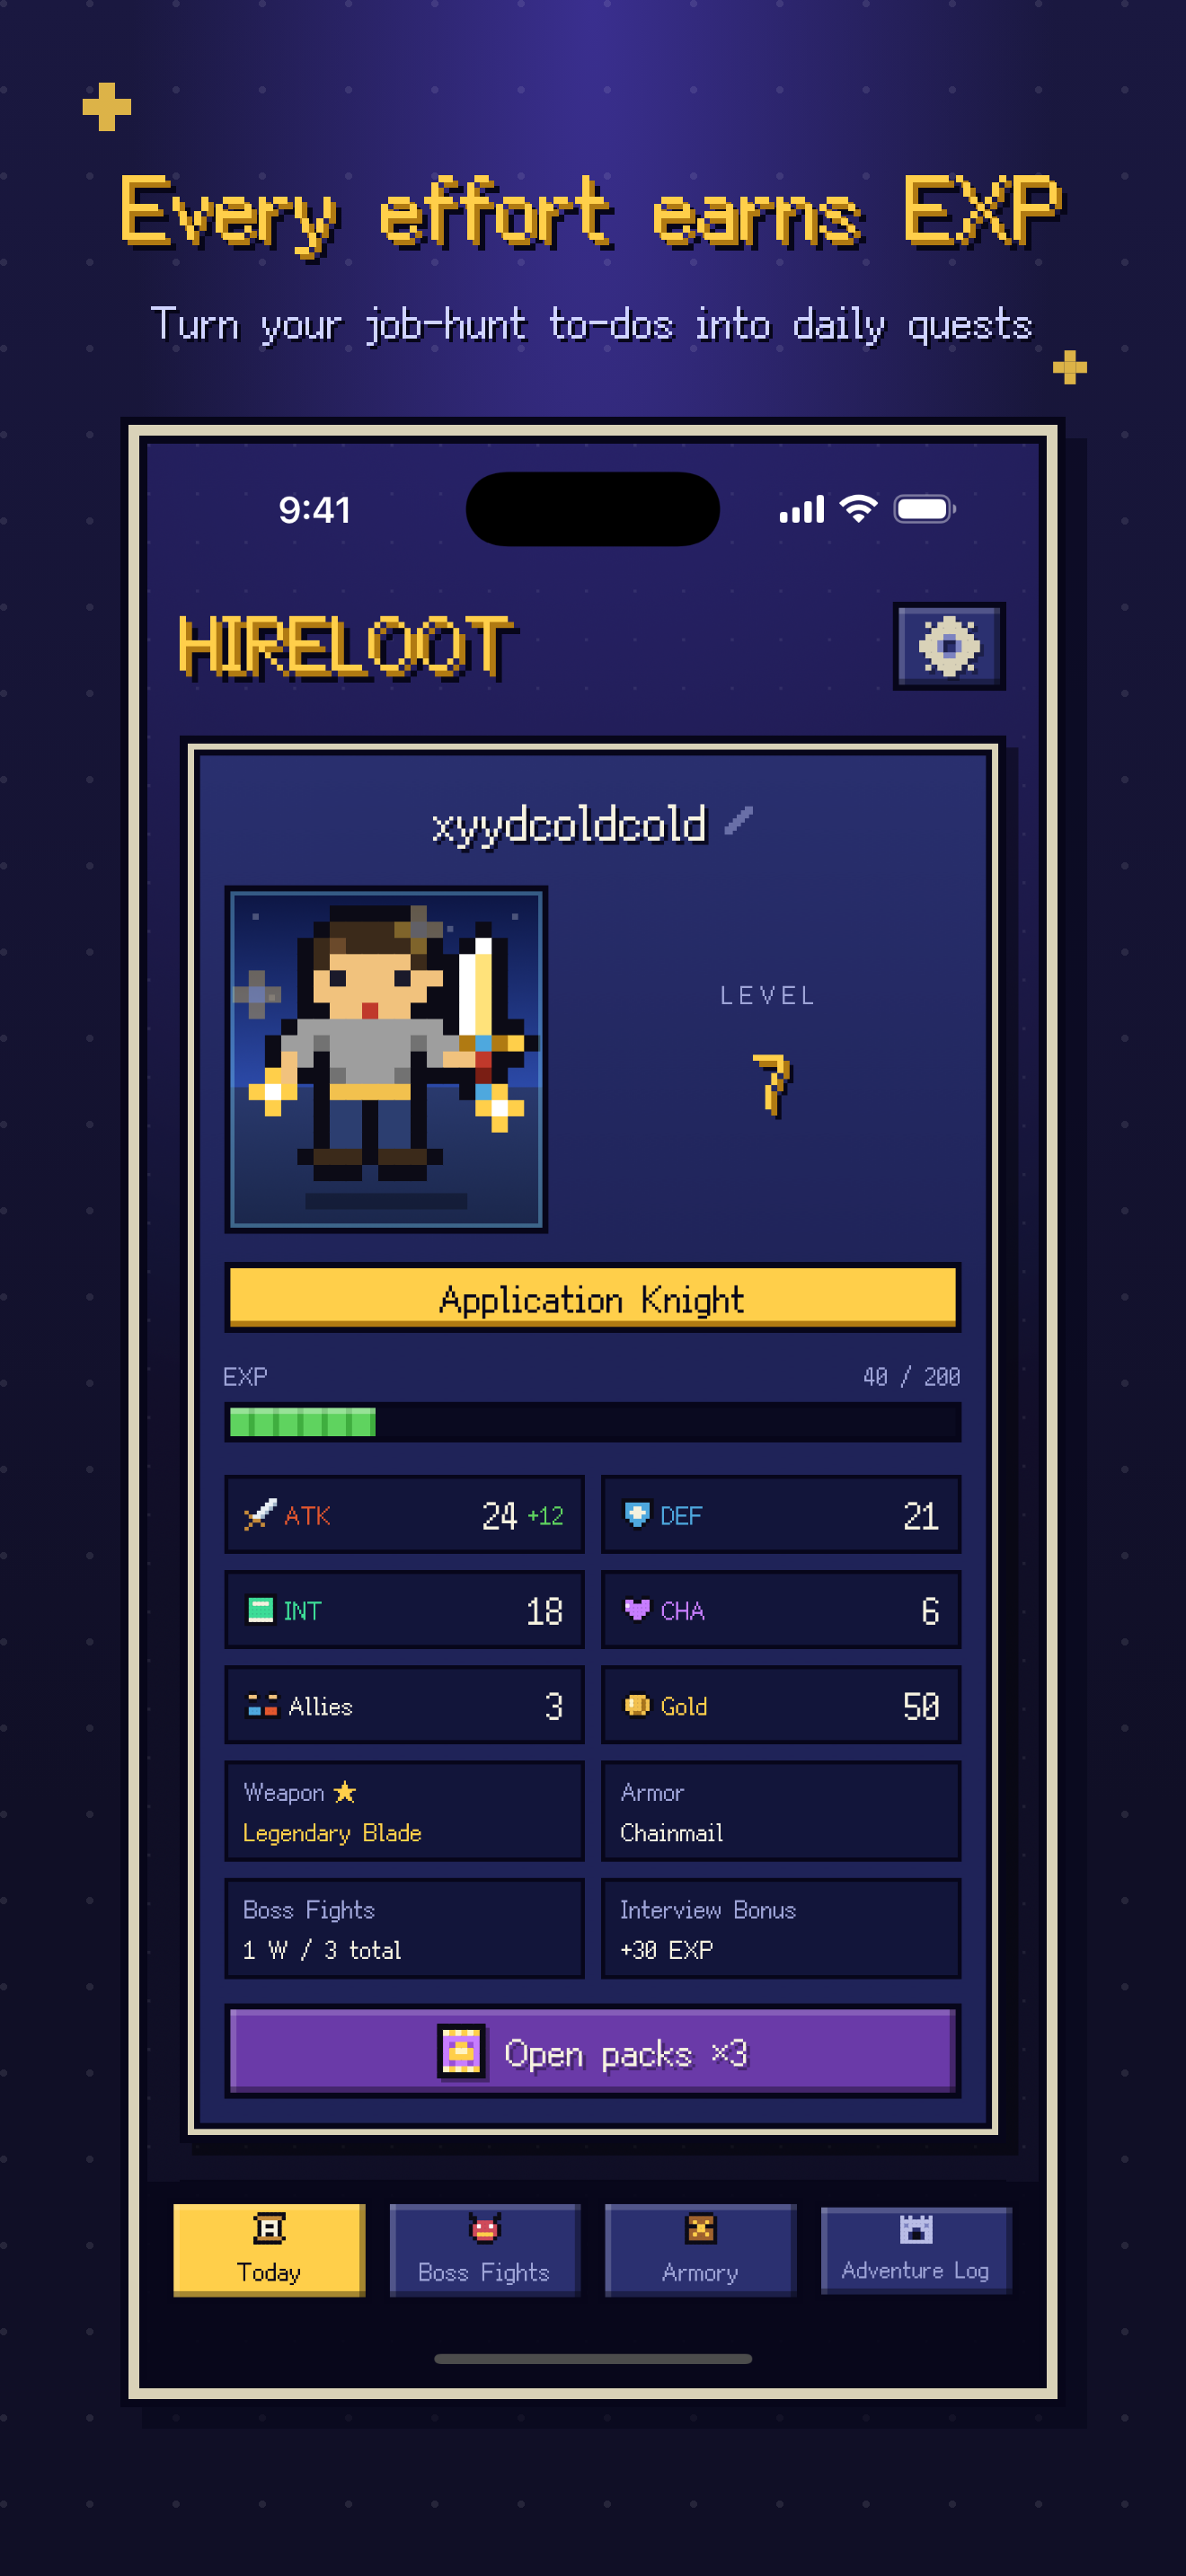 Every effort earns EXP
Turn your job-hunt to-dos into daily quests
9:41
HIRELOOT
xyydcoldcold
LEVEL
7
Application Knight
EXP 40 / 200
ATK 24 +12 DEF 21
INT 18 CHA 6
Allies 3 Gold 50
Weapon Armor
Legendary Blade Chainmail
Boss Fights Interview Bonus
1 W / 3 total +30 EXP
Open packs ×3
Today Boss Fights Armory Adventure Log